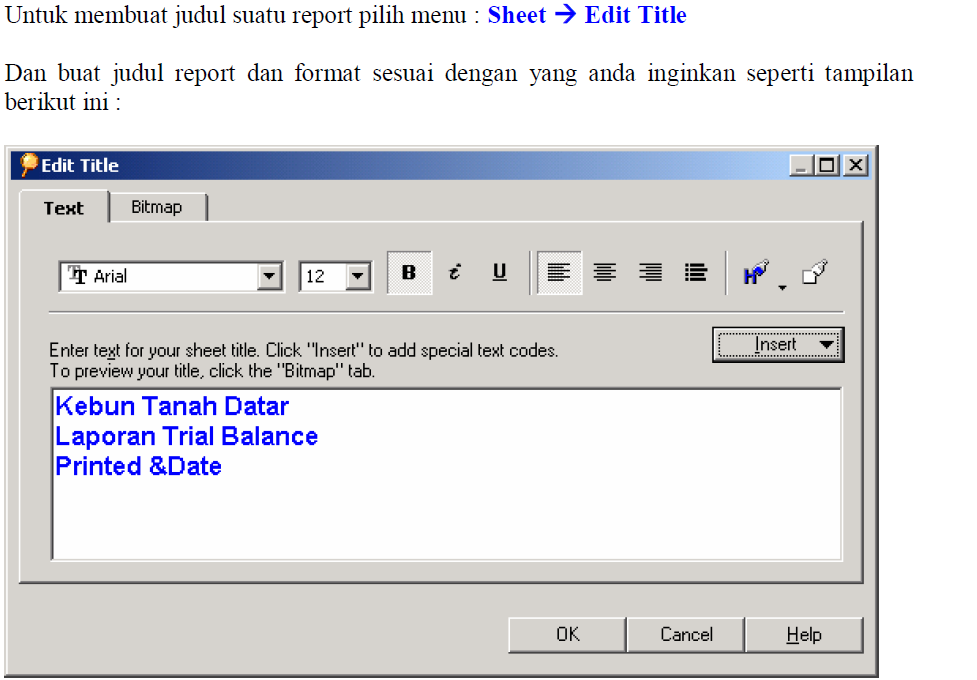 Untuk membuat judul suatu report pilih menu : Sheet → Edit Title
Dan buat judul report dan format sesuai dengan yang anda inginkan seperti tampilan
berikut ini :
Edit Title
Text Bitmap
Arial 12 B i U
Enter text for your sheet title. Click "Insert" to add special text codes.
To preview your title, click the "Bitmap" tab.
Insert
Kebun Tanah Datar
Laporan Trial Balance
Printed &Date
OK Cancel Help